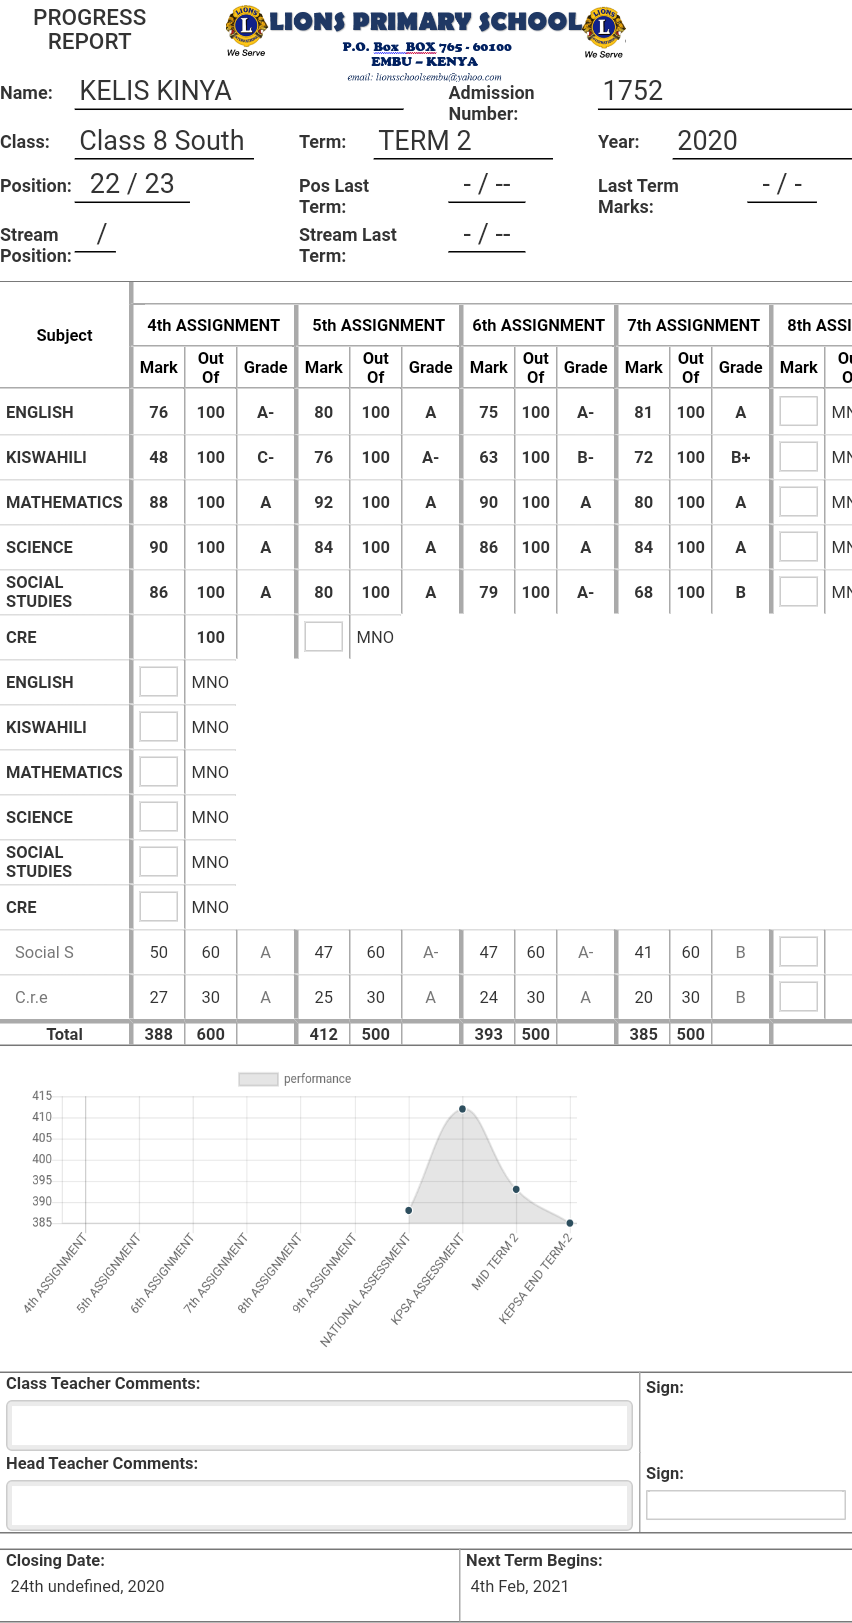 PROGRESS REPORT
LIONS PRIMARY SCHOOL
We Serve
We Serve
P.O. Box BOX 765 - 60100
EMBU – KENYA
email: lionsschoolsembu@yahoo.com
Name: KELIS KINYA Admission Number: 1752
Class: Class 8 South Term: TERM 2 Year: 2020
Position: 22 / 23 Pos Last Term: - / -- Last Term Marks: - / -
Stream Position: / Stream Last Term: - / --
Subject 4th ASSIGNMENT 5th ASSIGNMENT 6th ASSIGNMENT 7th ASSIGNMENT 8th ASSI
Mark Out Of Grade Mark Out Of Grade Mark Out Of Grade Mark Out Of Grade Mark
ENGLISH 76 100 A- 80 100 A 75 100 A- 81 100 A MN
KISWAHILI 48 100 C- 76 100 A- 63 100 B- 72 100 B+ MN
MATHEMATICS 88 100 A 92 100 A 90 100 A 80 100 A MN
SCIENCE 90 100 A 84 100 A 86 100 A 84 100 A MN
SOCIAL STUDIES 86 100 A 80 100 A 79 100 A- 68 100 B MN
CRE 100 MNO
ENGLISH MNO
KISWAHILI MNO
MATHEMATICS MNO
SCIENCE MNO
SOCIAL STUDIES MNO
CRE MNO
Social S 50 60 A 47 60 A- 47 60 A- 41 60 B
C.r.e 27 30 A 25 30 A 24 30 A 20 30 B
Total 388 600 412 500 393 500 385 500
performance
415
410
405
400
395
390
385
4th ASSIGNMENT 5th ASSIGNMENT 6th ASSIGNMENT 7th ASSIGNMENT 8th ASSIGNMENT 9th ASSIGNMENT NATIONAL ASSESSMENT KPSA ASSESSMENT MID TERM 2 KEPSA END TERM-2
Class Teacher Comments: Sign:
Head Teacher Comments: Sign:
Closing Date: Next Term Begins:
24th undefined, 2020 4th Feb, 2021